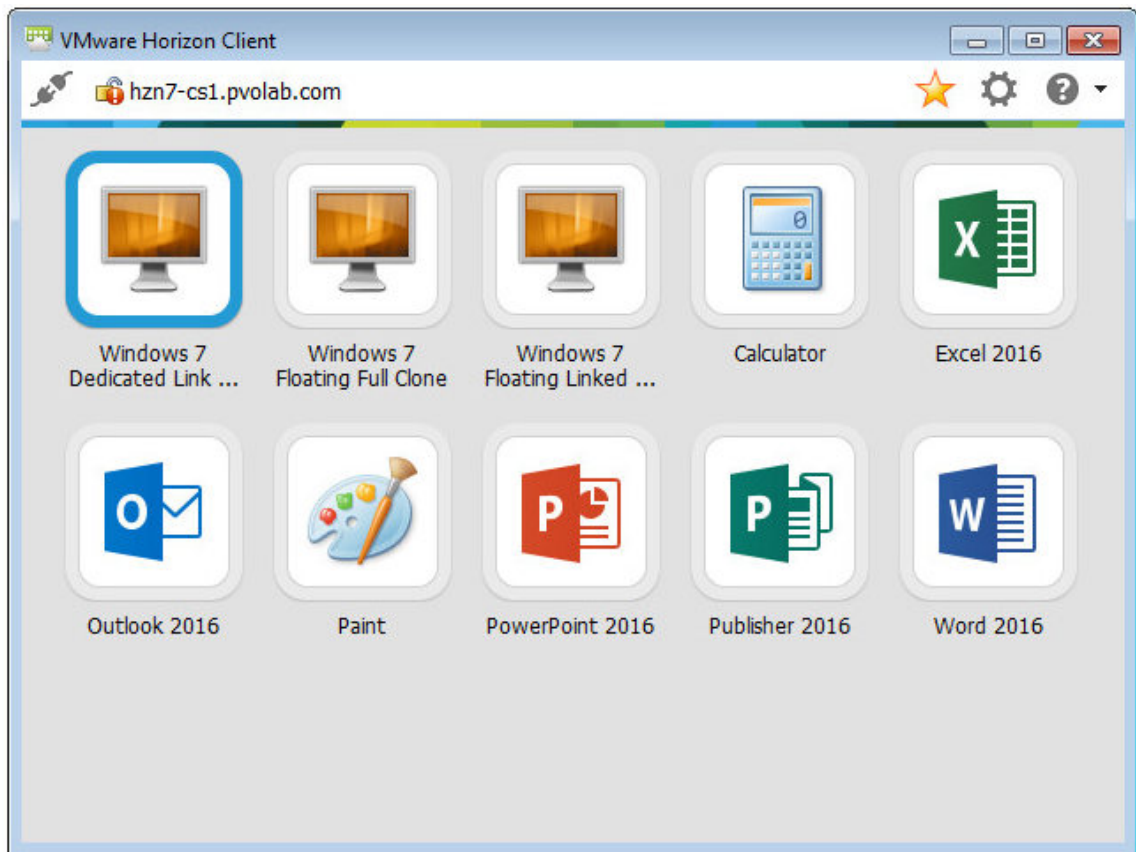 VMware Horizon Client
hzn7-cs1.pvolab.com
Windows 7
Dedicated Link ...
Windows 7
Floating Full Clone
Windows 7
Floating Linked ...
0
Calculator
X
Excel 2016
O
Outlook 2016
Paint
P
PowerPoint 2016
P
Publisher 2016
W
Word 2016